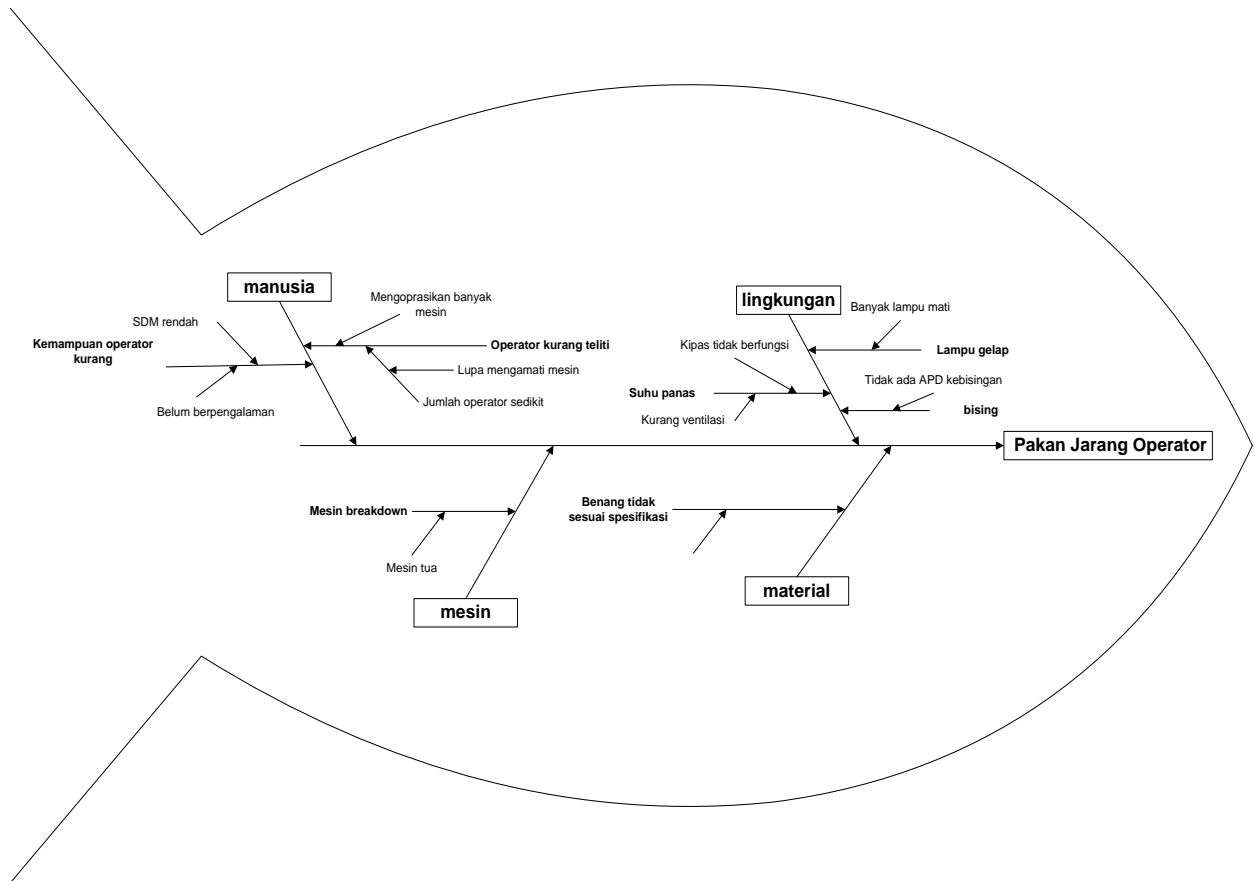 manusia
Mengoprasikan banyak
mesin
SDM rendah
Kemampuan operator
kurang
Operator kurang teliti
Lupa mengamati mesin
Belum berpengalaman
Jumlah operator sedikit
lingkungan
Banyak lampu mati
Kipas tidak berfungsi
Lampu gelap
Tidak ada APD kebisingan
Suhu panas
bising
Kurang ventilasi
Pakan Jarang Operator
Mesin breakdown
Mesin tua
mesin
Benang tidak
sesuai spesifikasi
material